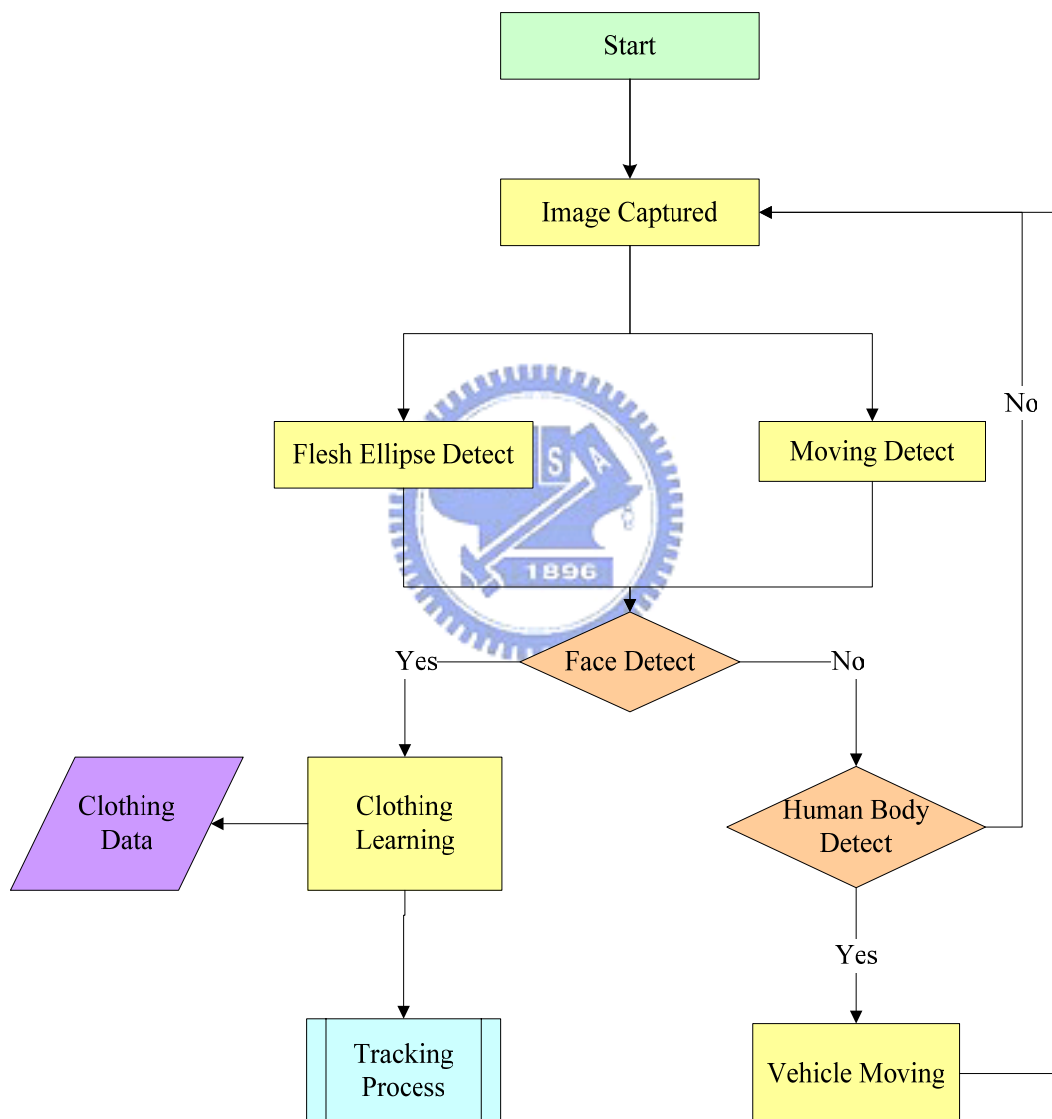 Start
Image Captured
No
Flesh Ellipse Detect
Moving Detect
S
A
1896
Face Detect
Yes
No
Clothing
Data
Clothing
Learning
Human Body
Detect
Yes
Tracking
Process
Vehicle Moving